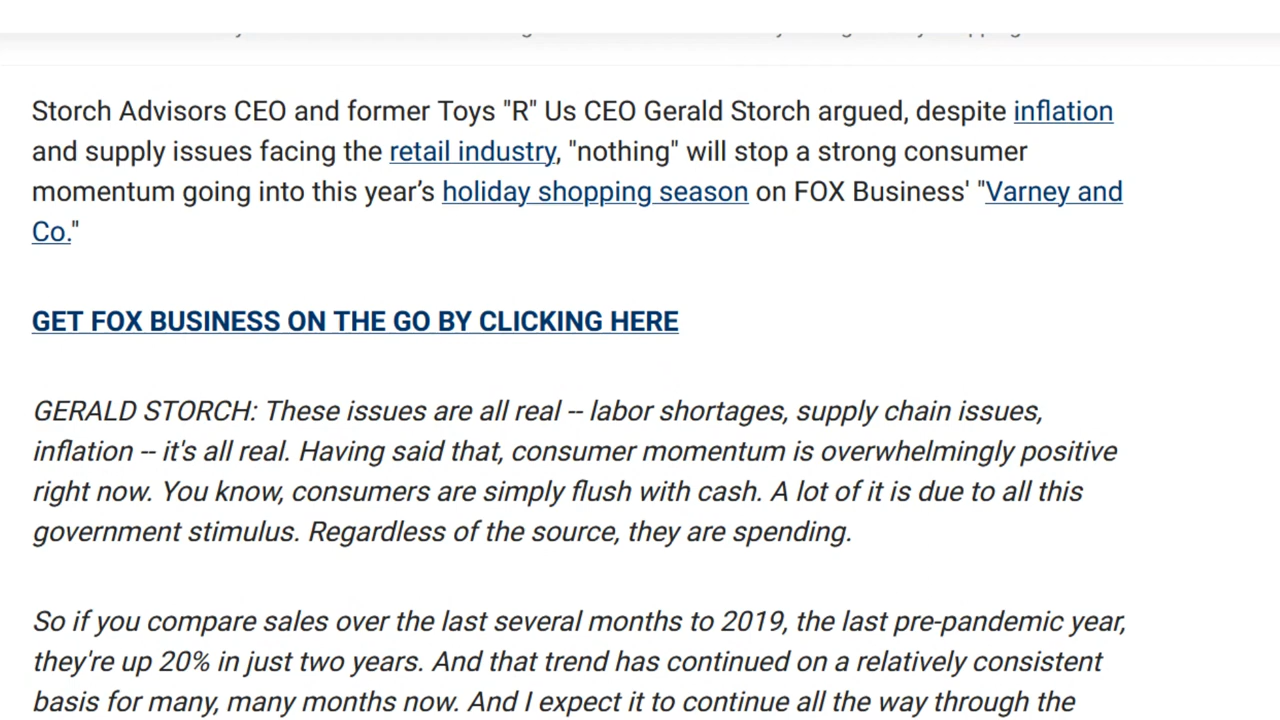 Storch Advisors CEO and former Toys "R" Us CEO Gerald Storch argued, despite inflation
and supply issues facing the retail industry, "nothing" will stop a strong consumer
momentum going into this year’s holiday shopping season on FOX Business' "Varney and
Co."
GET FOX BUSINESS ON THE GO BY CLICKING HERE
GERALD STORCH: These issues are all real -- labor shortages, supply chain issues,
inflation -- it's all real. Having said that, consumer momentum is overwhelmingly positive
right now. You know, consumers are simply flush with cash. A lot of it is due to all this
government stimulus. Regardless of the source, they are spending.
So if you compare sales over the last several months to 2019, the last pre-pandemic year,
they're up 20% in just two years. And that trend has continued on a relatively consistent
basis for many, many months now. And I expect it to continue all the way through the